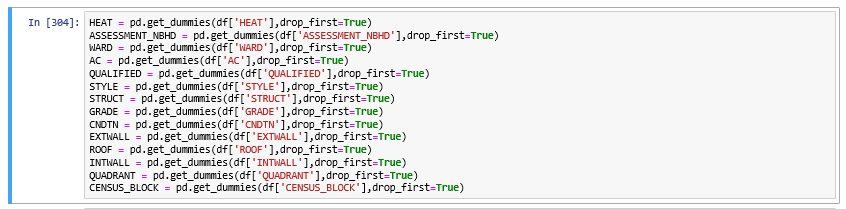 In [304]: HEAT = pd.get_dummies(df['HEAT'],drop_first=True)
ASSESSMENT_NBHD = pd.get_dummies(df['ASSESSMENT_NBHD'],drop_first=True)
WARD = pd.get_dummies(df['WARD'],drop_first=True)
AC = pd.get_dummies(df['AC'],drop_first=True)
QUALIFIED = pd.get_dummies(df['QUALIFIED'],drop_first=True)
STYLE = pd.get_dummies(df['STYLE'],drop_first=True)
STRUCT = pd.get_dummies(df['STRUCT'],drop_first=True)
GRADE = pd.get_dummies(df['GRADE'],drop_first=True)
CNDTN = pd.get_dummies(df['CNDTN'],drop_first=True)
EXTWALL = pd.get_dummies(df['EXTWALL'],drop_first=True)
ROOF = pd.get_dummies(df['ROOF'],drop_first=True)
INTWALL = pd.get_dummies(df['INTWALL'],drop_first=True)
QUADRANT = pd.get_dummies(df['QUADRANT'],drop_first=True)
CENSUS_BLOCK = pd.get_dummies(df['CENSUS_BLOCK'],drop_first=True)